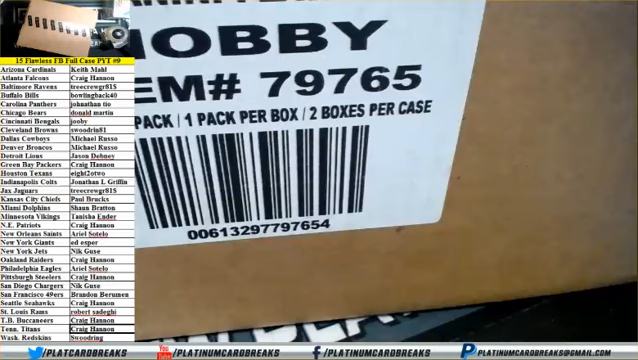 HOBBY
EM# 79765
PACK / 1 PACK PER BOX / 2 BOXES PER CASE
00613297797654
15 Flawless FB Full Case PYT #9
Arizona Cardinals Keith Mahl
Atlanta Falcons Craig Hannon
Baltimore Ravens treecrewgr818
Buffalo Bills bowlingback40
Carolina Panthers johnathan tio
Chicago Bears donald martin
Cincinnati Bengals jooby
Cleveland Browns swoodrin81
Dallas Cowboys Michael Russo
Denver Broncos Michael Russo
Detroit Lions Jason Debney
Green Bay Packers Craig Hannon
Houston Texans eight2otwo
Indianapolis Colts Jonathan L Griffin
Jax Jaguars treecrewgr818
Kansas City Chiefs Paul Brucks
Miami Dolphins Shaun Bratton
Minnesota Vikings Tanisha Ender
N.E. Patriots Craig Hannon
New Orleans Saints Ariel Sotelo
New York Giants ed esper
New York Jets Nik Guse
Oakland Raiders Craig Hannon
Philadelphia Eagles Ariel Sotelo
Pittsburgh Steelers Craig Hannon
San Diego Chargers Nik Guse
San Francisco 49ers Brandon Berumen
Seattle Seahawks Craig Hannon
St. Louis Rams robert sadeghi
T.B. Buccaneers Craig Hannon
Tenn. Titans Craig Hannon
Wash. Redskins Swoodring
@PLATCARDBREAKS /PLATINUMCARDBREAKS /PLATINUMCARDBREAKS PLATINUMCARDBREAKS@GMAIL.COM